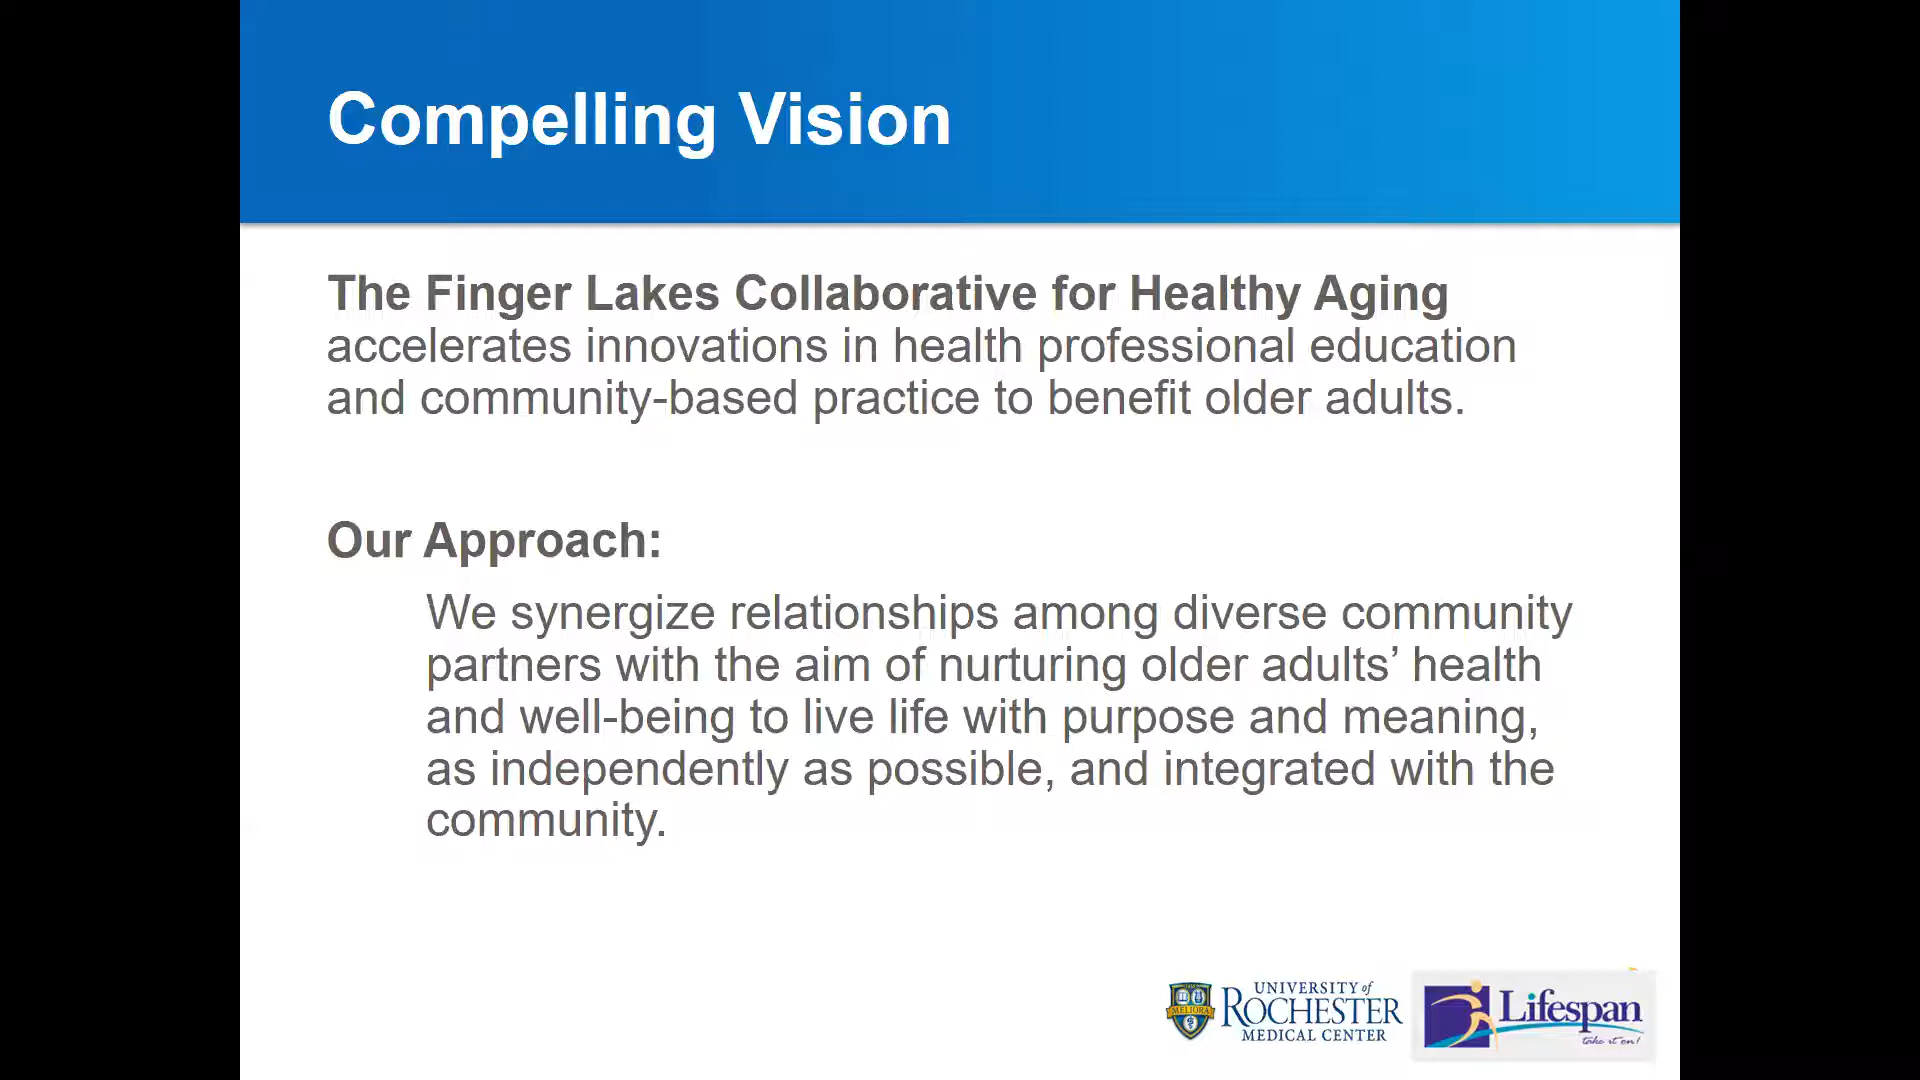 Compelling Vision
The Finger Lakes Collaborative for Healthy Aging
accelerates innovations in health professional education
and community-based practice to benefit older adults.
Our Approach:
We synergize relationships among diverse community
partners with the aim of nurturing older adults’ health
and well-being to live life with purpose and meaning,
as independently as possible, and integrated with the
community.
MELIORA
UNIVERSITY of
ROCHESTER
MEDICAL CENTER
Lifespan
take it on!